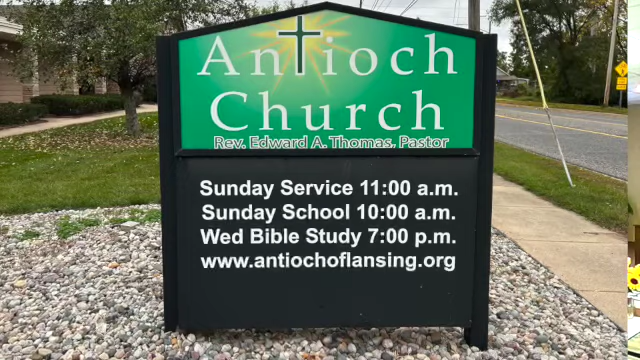 Antioch
Church
Rev. Edward A. Thomas, Pastor
Sunday Service 11:00 a.m.
Sunday School 10:00 a.m.
Wed Bible Study 7:00 p.m.
www.antiochoflansing.org